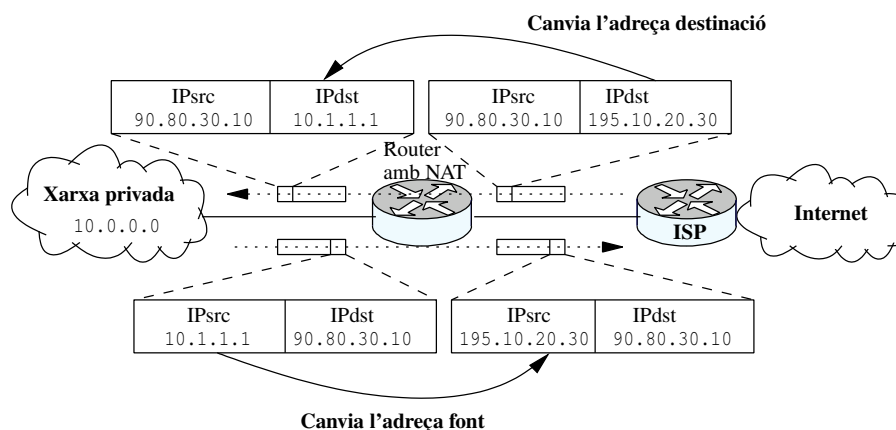 Canvia l'adreça destinació
IPsrc IPdst IPsrc IPdst
90.80.30.10 10.1.1.1 90.80.30.10 195.10.20.30
Router
amb NAT
Xarxa privada
10.0.0.0
ISP
Internet
IPsrc IPdst IPsrc IPdst
10.1.1.1 90.80.30.10 195.10.20.30 90.80.30.10
Canvia l'adreça font